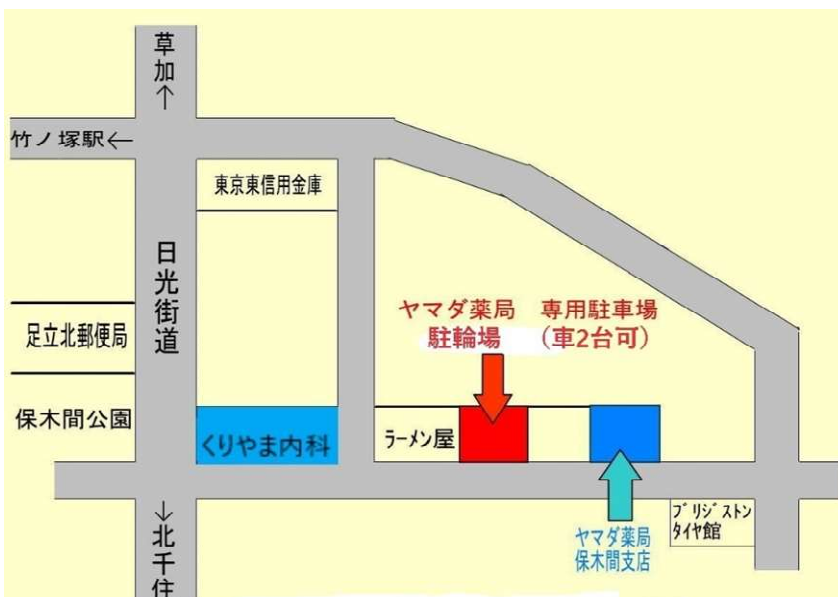 草加
↑
竹ノ塚駅←
東京東信用金庫
日光街道
ヤマダ薬局 専用駐車場
駐輪場 (車2台可)
足立北郵便局
保木間公園
くりやま内科
ラーメン屋
ブリジストン
タイヤ館
ヤマダ薬局
保木間支店
↓
北千住